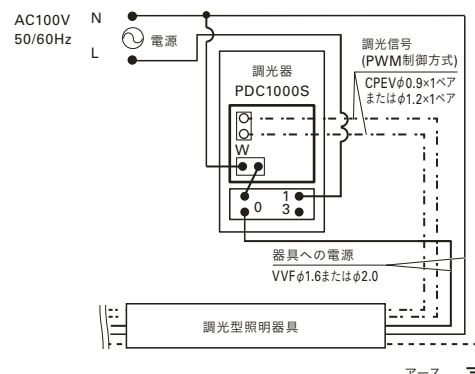 AC100V
50/60Hz
N
電源
L
調光器
PDC1000S
W
1
0
3
調光信号
(PWM制御方式)
CPEVφ0.9×1ペア
またはφ1.2×1ペア
器具への電源
VVFφ1.6またはφ2.0
調光型照明器具
アース